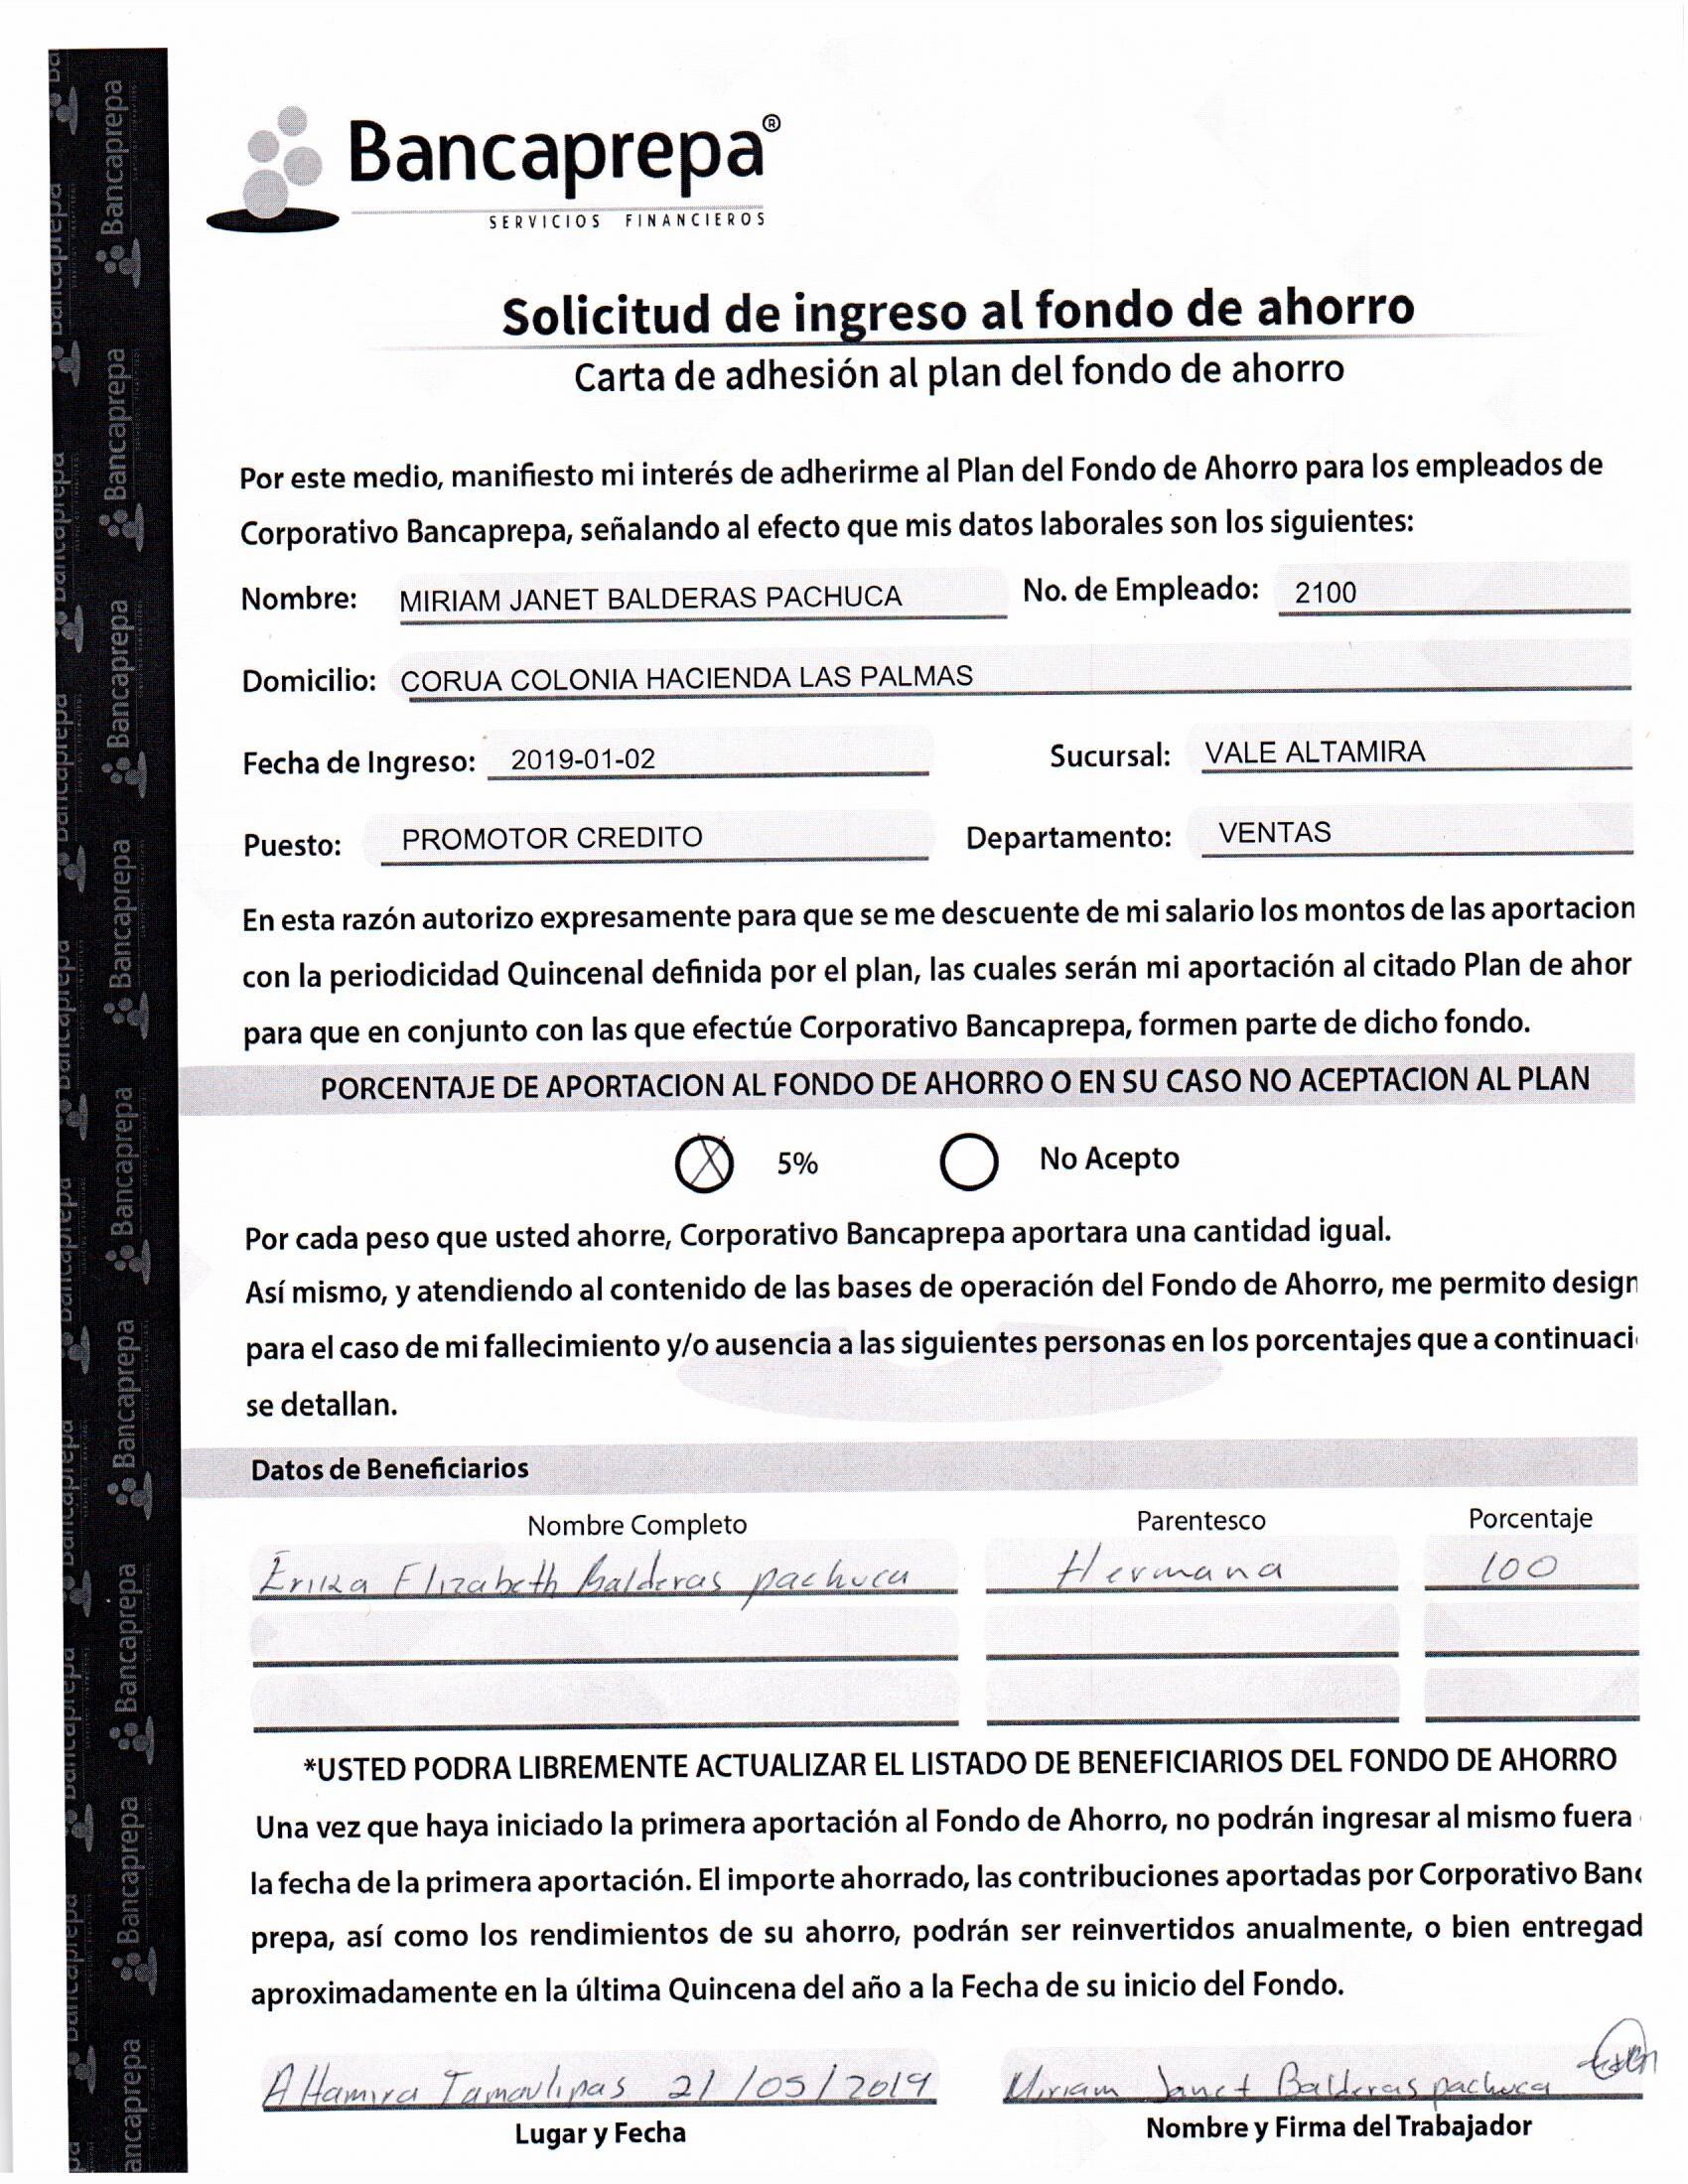 Bancaprepa®
SERVICIOS FINANCIEROS
Solicitud de ingreso al fondo de ahorro
Carta de adhesión al plan del fondo de ahorro
Por este medio, manifiesto mi interés de adherirme al Plan del Fondo de Ahorro para los empleados de
Corporativo Bancaprepa, señalando al efecto que mis datos laborales son los siguientes:
Nombre: MIRIAM JANET BALDERAS PACHUCA No. de Empleado: 2100
Domicilio: CORUA COLONIA HACIENDA LAS PALMAS
Fecha de Ingreso: 2019-01-02 Sucursal: VALE ALTAMIRA
Puesto: PROMOTOR CREDITO Departamento: VENTAS
En esta razón autorizo expresamente para que se me descuente de mi salario los montos de las aportacion
con la periodicidad Quincenal definida por el plan, las cuales serán mi aportación al citado Plan de ahor
para que en conjunto con las que efectúe Corporativo Bancaprepa, formen parte de dicho fondo.
PORCENTAJE DE APORTACION AL FONDO DE AHORRO O EN SU CASO NO ACEPTACION AL PLAN
X 5% No Acepto
Por cada peso que usted ahorre, Corporativo Bancaprepa aportara una cantidad igual.
Así mismo, y atendiendo al contenido de las bases de operación del Fondo de Ahorro, me permito design
para el caso de mi fallecimiento y/o ausencia a las siguientes personas en los porcentajes que a continuaci
se detallan.
Datos de Beneficiarios
Nombre Completo Parentesco Porcentaje
Erika Elizabeth Balderas pachuca Hermana 100
*USTED PODRA LIBREMENTE ACTUALIZAR EL LISTADO DE BENEFICIARIOS DEL FONDO DE AHORRO
Una vez que haya iniciado la primera aportación al Fondo de Ahorro, no podrán ingresar al mismo fuera
la fecha de la primera aportación. El importe ahorrado, las contribuciones aportadas por Corporativo Banc
prepa, así como los rendimientos de su ahorro, podrán ser reinvertidos anualmente, o bien entregad
aproximadamente en la última Quincena del año a la Fecha de su inicio del Fondo.
Altamira Tamaulipas 21/05/2019 Miriam Janet Balderas pachuca
Lugar y Fecha Nombre y Firma del Trabajador